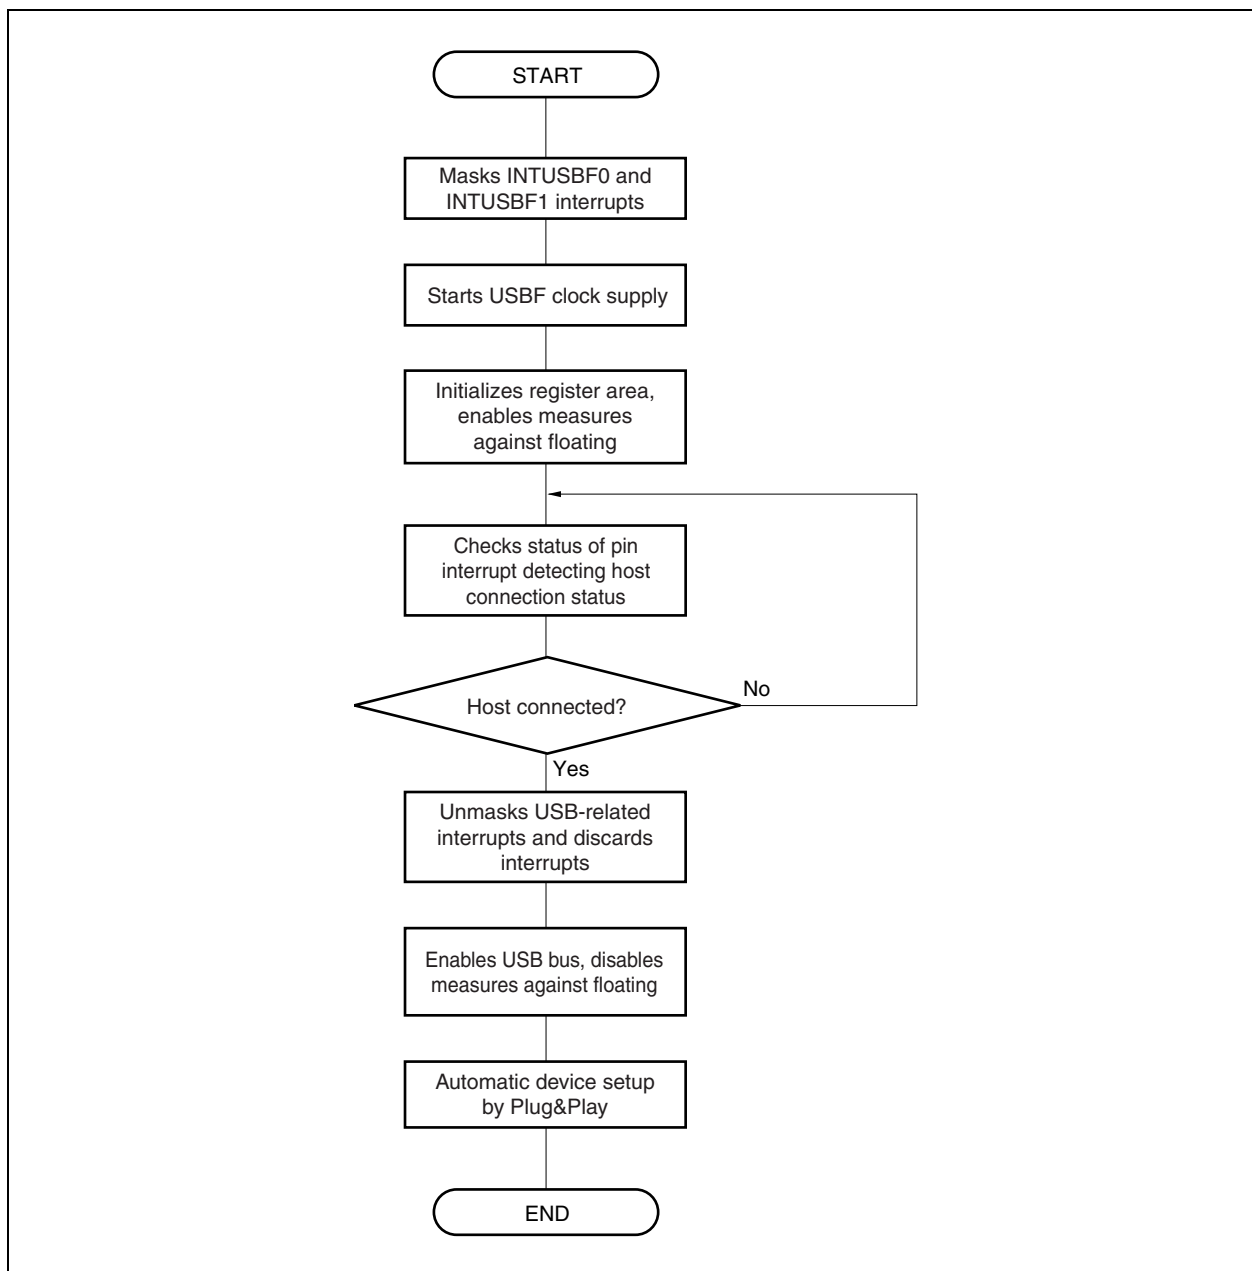 START
Masks INTUSBF0 and
INTUSBF1 interrupts
Starts USBF clock supply
Initializes register area,
enables measures
against floating
Checks status of pin
interrupt detecting host
connection status
Host connected?
No
Yes
Unmasks USB-related
interrupts and discards
interrupts
Enables USB bus, disables
measures against floating
Automatic device setup
by Plug&Play
END